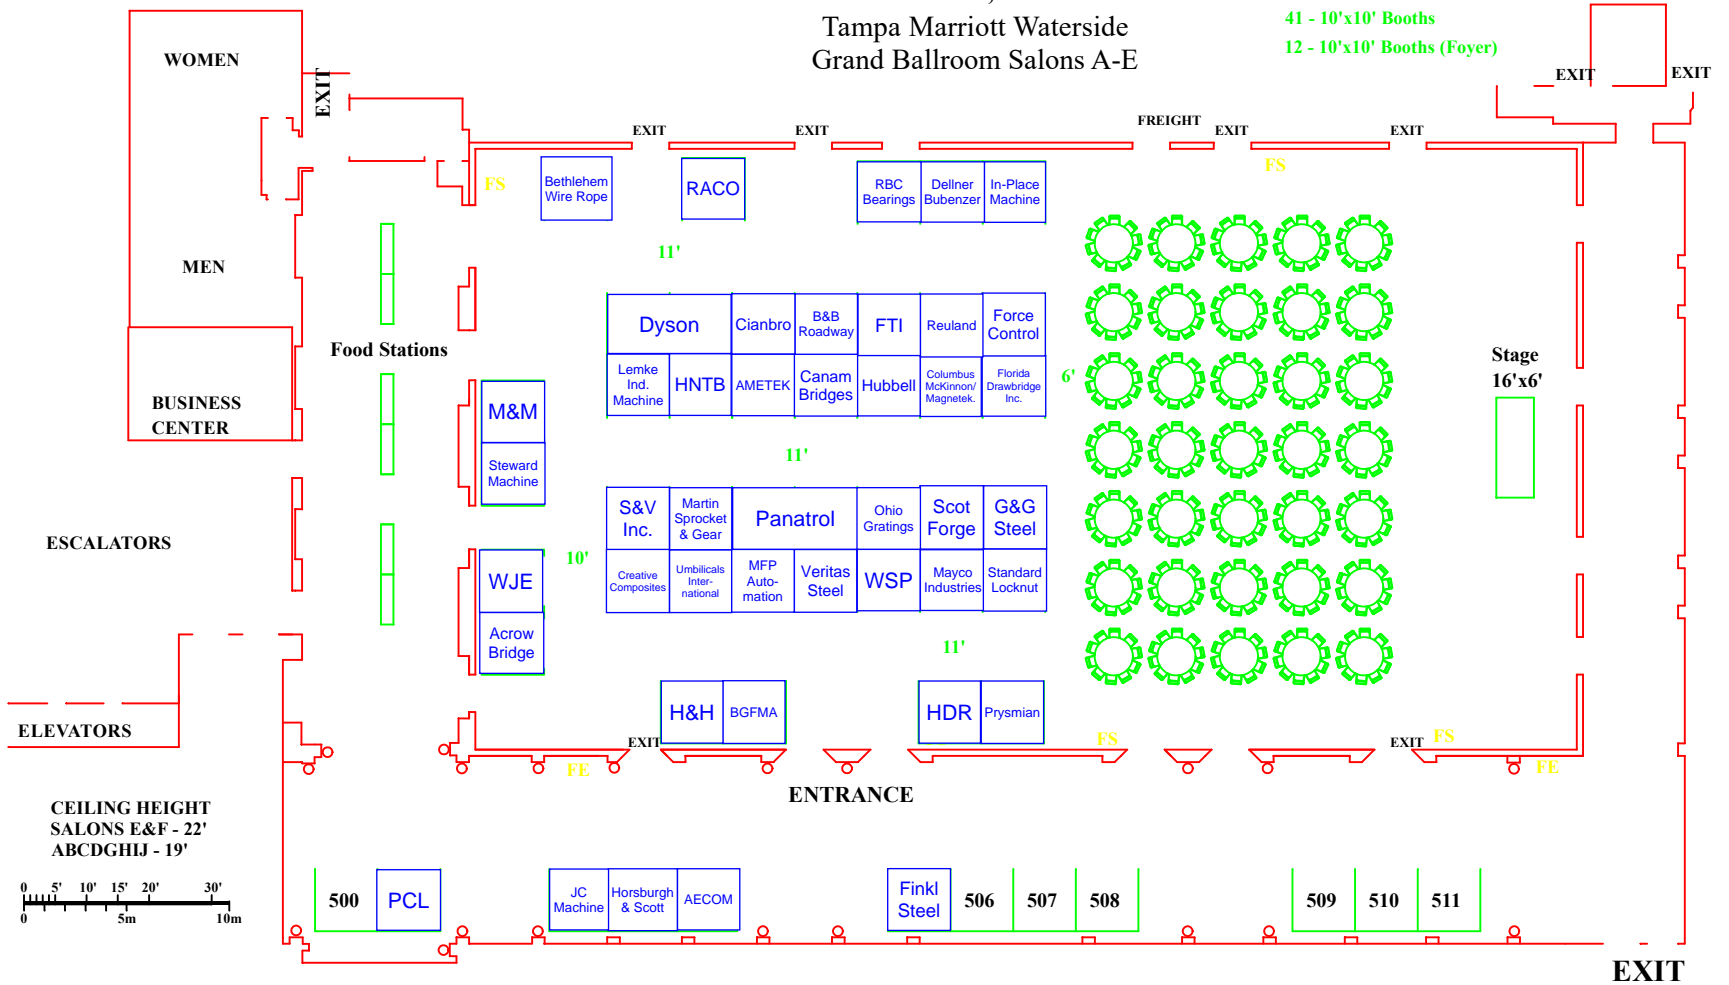 Tampa Marriott Waterside
Grand Ballroom Salons A-E
41 - 10'x10' Booths
12 - 10'x10' Booths (Foyer)
WOMEN
EXIT
EXIT
EXIT
EXIT
EXIT
FREIGHT
EXIT
EXIT
FS
FS
Bethlehem
Wire Rope
RACO
RBC
Bearings
Dellner
Bubenzer
In-Place
Machine
MEN
11'
Dyson
Cianbro
B&B
Roadway
FTI
Reuland
Force
Control
Food Stations
Lemke
Ind.
Machine
HNTB
AMETEK
Canam
Bridges
Hubbell
Columbus
McKinnon/
Magnetek.
Florida
Drawbridge
Inc.
6'
Stage
16'x6'
BUSINESS
CENTER
M&M
Steward
Machine
11'
S&V
Inc.
Martin
Sprocket
& Gear
Panatrol
Ohio
Gratings
Scot
Forge
G&G
Steel
ESCALATORS
10'
WJE
Creative
Composites
Umbilicals
Inter-
national
MFP
Auto-
mation
Veritas
Steel
WSP
Mayco
Industries
Standard
Locknut
Acrow
Bridge
11'
H&H
BGFMA
HDR
Prysmian
ELEVATORS
EXIT
FS
EXIT
FS
FE
FE
ENTRANCE
CEILING HEIGHT
SALONS E&F - 22'
ABCDGHIJ - 19'
0 5' 10' 15' 20' 30'
0 5m 10m
500
PCL
JC
Machine
Horsburgh
& Scott
AECOM
Finkl
Steel
506
507
508
509
510
511
EXIT